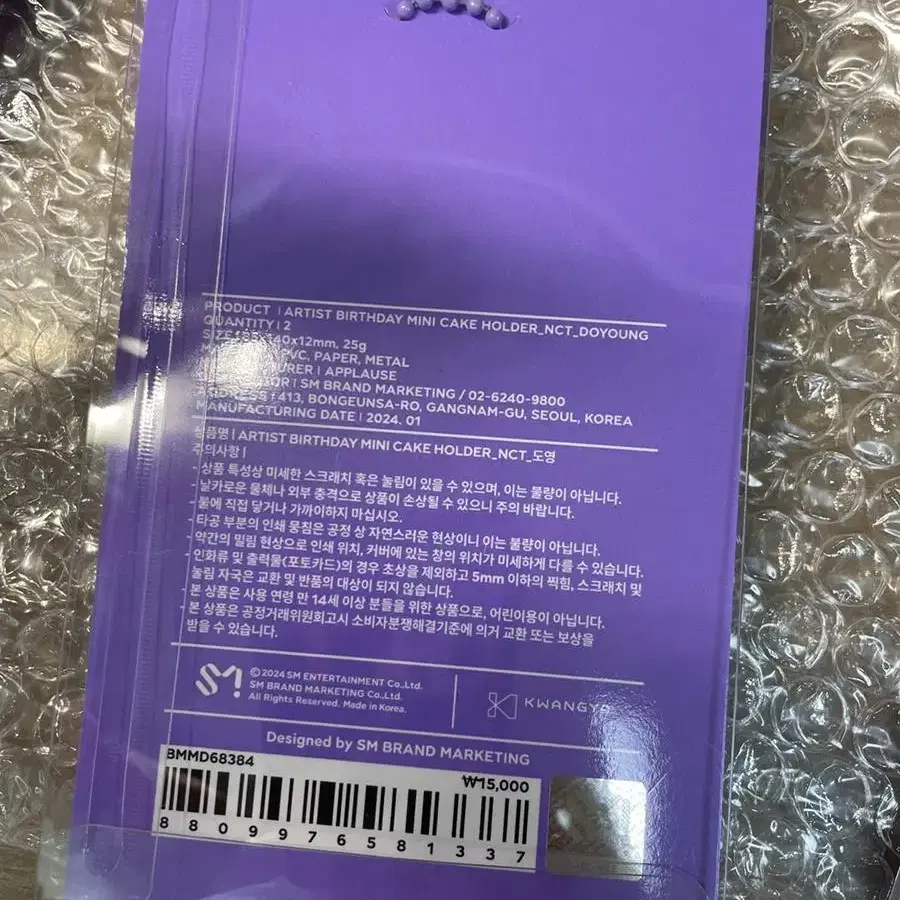 PRODUCT | ARTIST BIRTHDAY MINI CAKE HOLDER_NCT_DOYOUNG
QUANTITY | 2
40x12mm, 25g
PVC, PAPER, METAL
APPLAUSE
SM BRAND MARKETING / 02-6240-9800
413, BONGEUNSA-RO, GANGNAM-GU, SEOUL, KOREA
MANUFACTURING DATE | 2024. 01
상품명 | ARTIST BIRTHDAY MINI CAKE HOLDER_NCT_도영
주의사항 |
- 상품 특성상 미세한 스크래치 혹은 눌림이 있을 수 있으며, 이는 불량이 아닙니다.
- 날카로운 물체나 외부 충격으로 상품이 손상될 수 있으니 주의 바랍니다.
- 불에 직접 닿거나 가까이하지 마십시오.
- 타공 부분의 인쇄 뭉침은 공정 상 자연스러운 현상이니 이는 불량이 아닙니다.
- 약간의 밀림 현상으로 인쇄 위치, 커버에 있는 창의 위치가 미세하게 다를 수 있습니다.
- 인화류 및 출력물(포토카드)의 경우 초상을 제외하고 5mm 이하의 찍힘, 스크래치 및
눌림 자국은 교환 및 반품의 대상이 되지 않습니다.
- 본 상품은 사용 연령 만 14세 이상 분들을 위한 상품으로, 어린이용이 아닙니다.
- 본 상품은 공정거래위원회고시 소비자분쟁해결기준에 의거 교환 또는 보상을
받을 수 있습니다.
SM
©2024 SM ENTERTAINMENT Co.,Ltd.
SM BRAND MARKETING Co.,Ltd.
All Rights Reserved. Made in Korea.
KWANGYA
Designed by SM BRAND MARKETING
BMMD68384
₩15,000
8809976581337